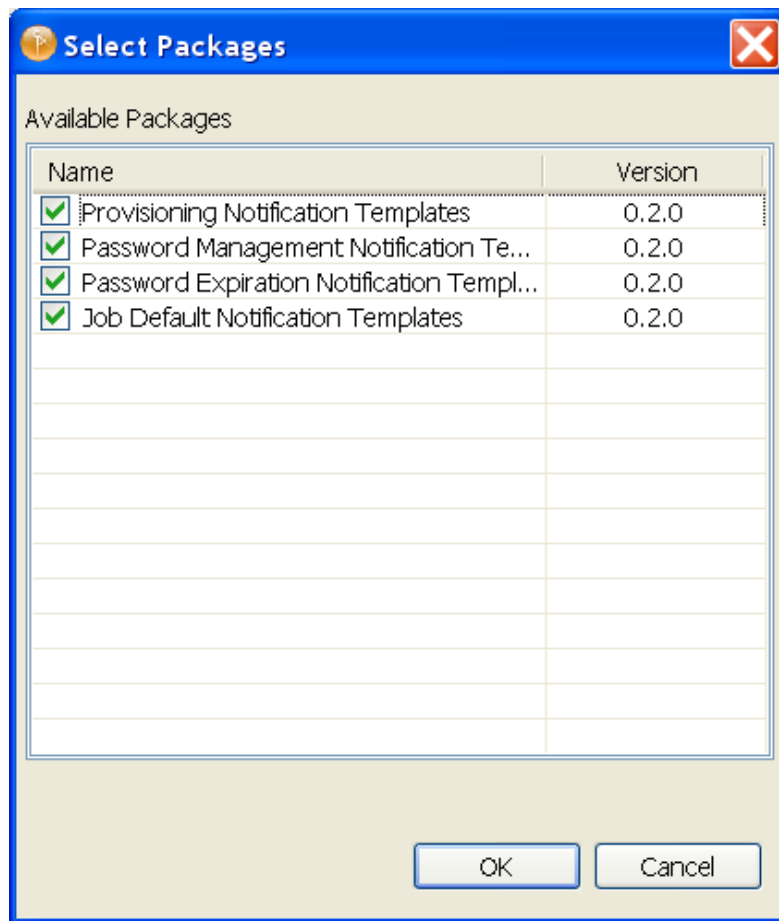 Select Packages
Available Packages
Name Version
Provisioning Notification Templates 0.2.0
Password Management Notification Te... 0.2.0
Password Expiration Notification Templ... 0.2.0
Job Default Notification Templates 0.2.0
OK Cancel